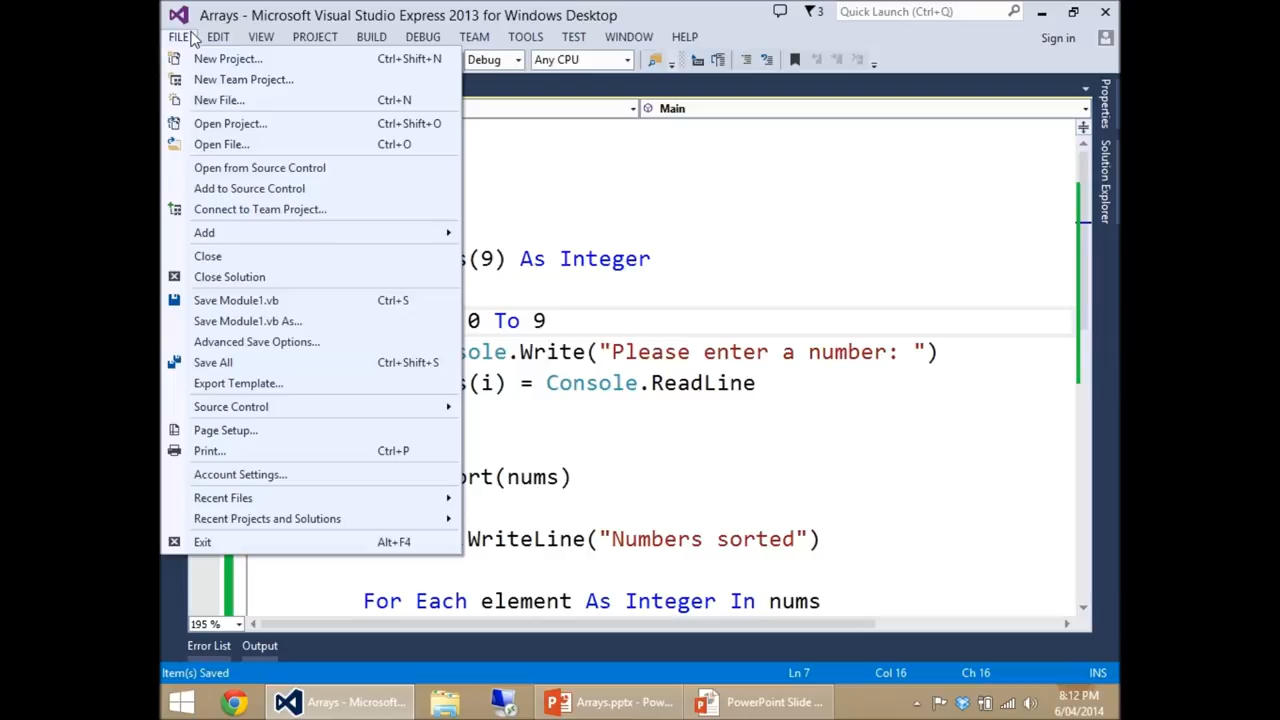 Arrays - Microsoft Visual Studio Express 2013 for Windows Desktop
3
Quick Launch (Ctrl+Q)
FILE EDIT VIEW PROJECT BUILD DEBUG TEAM TOOLS TEST WINDOW HELP
Sign in
New Project... Ctrl+Shift+N
Debug
Any CPU
New Team Project...
New File... Ctrl+N
Main
Open Project... Ctrl+Shift+O
Open File... Ctrl+O
Open from Source Control
Add to Source Control
Connect to Team Project...
Add
Close
Close Solution
Save Module1.vb Ctrl+S
Save Module1.vb As...
Advanced Save Options...
Save All Ctrl+Shift+S
Export Template...
Source Control
Page Setup...
Print... Ctrl+P
Account Settings...
Recent Files
Recent Projects and Solutions
Exit Alt+F4
s(9) As Integer
0 To 9
sole.Write("Please enter a number: ")
s(i) = Console.ReadLine
ort(nums)
WriteLine("Numbers sorted")
For Each element As Integer In nums
Properties
Solution Explorer
195 %
Error List Output
Item(s) Saved
Ln 7 Col 16 Ch 16 INS
Arrays - Microsoft...
Arrays.pptx - Pow...
PowerPoint Slide ...
8:12 PM
6/04/2014